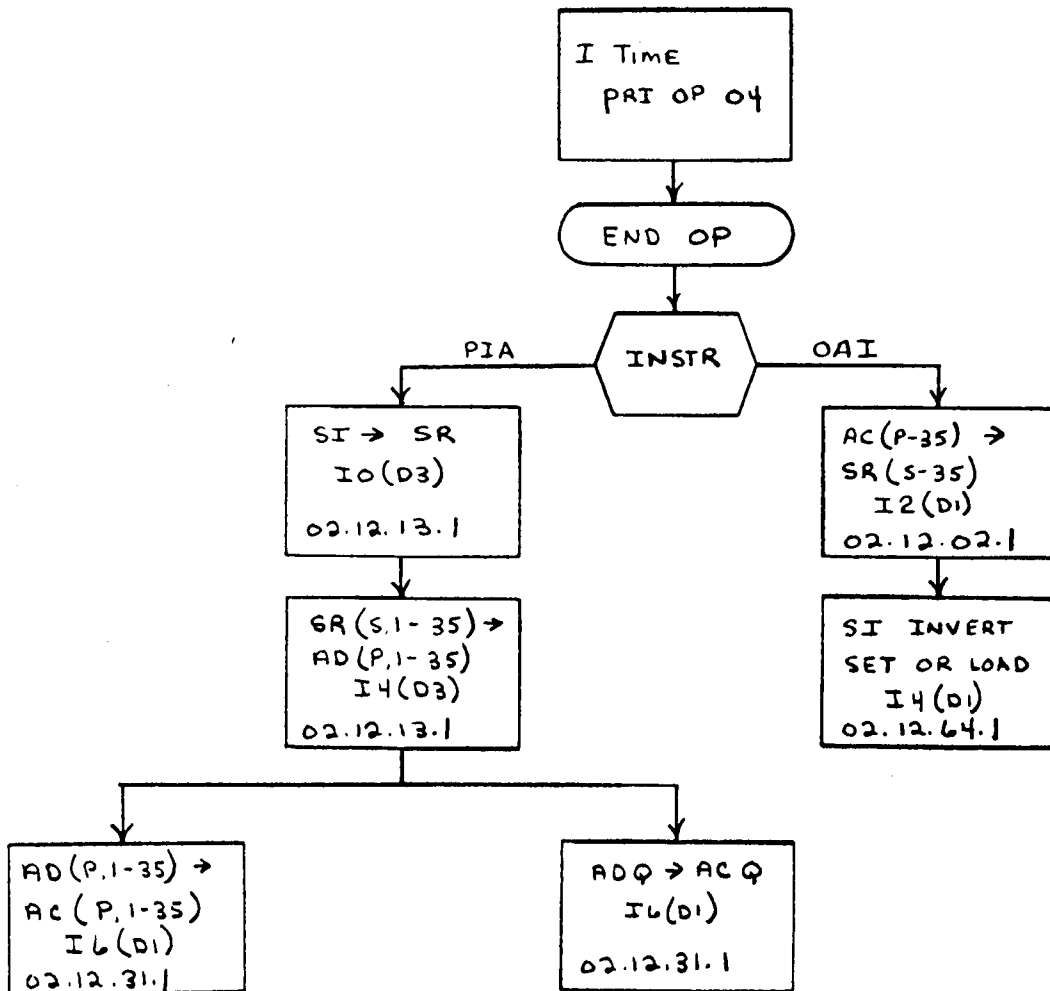 I TIME
PRI OP 04
END OP
INSTR
PIA
OAI
SI → SR
I0(D3)
02.12.13.1
AC(P-35) →
SR(S-35)
I2(D1)
02.12.02.1
SR(S,1-35) →
AD(P,1-35)
I4(D3)
02.12.13.1
SI INVERT
SET OR LOAD
I4(D1)
02.12.64.1
AD(P,1-35) →
AC(P,1-35)
I6(D1)
02.12.31.1
ADQ → ACQ
I6(D1)
02.12.31.1